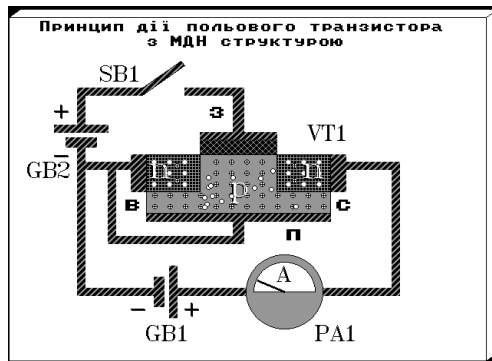 Принцип дії польового транзистора
з МДН структурою
SB1
+
З
VT1
−
GB2
n
p
n
В
С
П
A
−
+
GB1
PA1